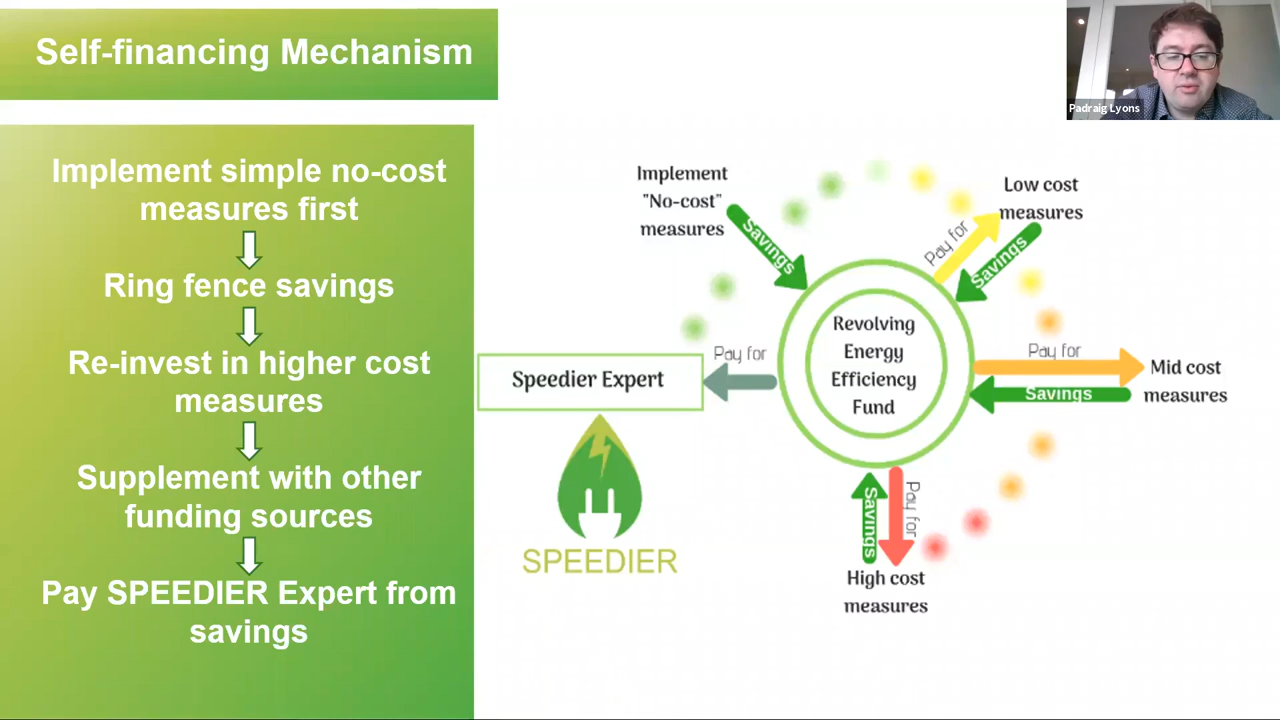 Self-financing Mechanism
Padraig Lyons
Implement simple no-cost
measures first
Ring fence savings
Re-invest in higher cost
measures
Supplement with other
funding sources
Pay SPEEDIER Expert from
savings
Implement
"No-cost"
measures
Savings
Low cost
measures
Pay for
Savings
Revolving
Energy
Efficiency
Fund
Pay for
Speedier Expert
Pay for
Savings
Mid cost
measures
Savings
Pay for
High cost
measures
SPEEDIER